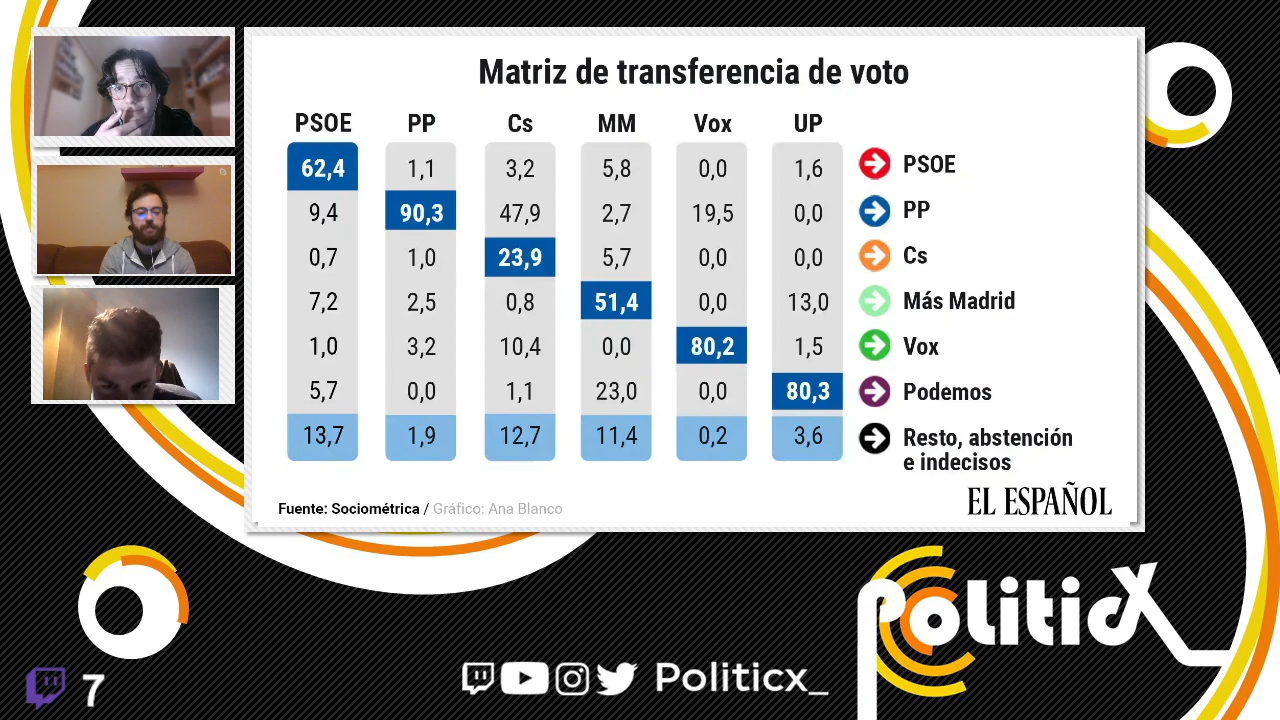 Matriz de transferencia de voto
PSOE PP Cs MM Vox UP
62,4 1,1 3,2 5,8 0,0 1,6 PSOE
9,4 90,3 47,9 2,7 19,5 0,0 PP
0,7 1,0 23,9 5,7 0,0 0,0 Cs
7,2 2,5 0,8 51,4 0,0 13,0 Más Madrid
1,0 3,2 10,4 0,0 80,2 1,5 Vox
5,7 0,0 1,1 23,0 0,0 80,3 Podemos
13,7 1,9 12,7 11,4 0,2 3,6 Resto, abstención
e indecisos
EL ESPAÑOL
Fuente: Sociométrica / Gráfico: Ana Blanco
PoliticX
7
Politicx_